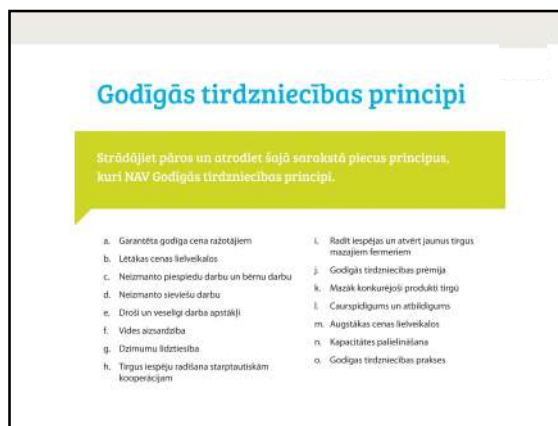 Godīgās tirdzniecības principi
Strādājiet pāros un atrodiet šajā sarakstā piecus principus,
kuri NAV Godīgās tirdzniecības principi.
a. Garantēta godīga cena ražotājiem
b. Lētākas cenas lielveikalos
c. Neizmanto piespiedu darbu un bērnu darbu
d. Neizmanto sieviešu darbu
e. Droši un veselīgi darba apstākļi
f. Vides aizsardzība
g. Dzimumu līdztiesība
h. Tirgus iespēju radīšana starptautiskām
kooperācijam
i. Radīt iespējas un atvērt jaunus tirgus
mazajiem fermeriem
j. Godīgās tirdzniecības prēmija
k. Mazāk konkurējoši produkti tirgū
l. Caurspīdīgums un atbildīgums
m. Augstākas cenas lielveikalos
n. Kapacitātes palielināšana
o. Godīgas tirdzniecības prakses